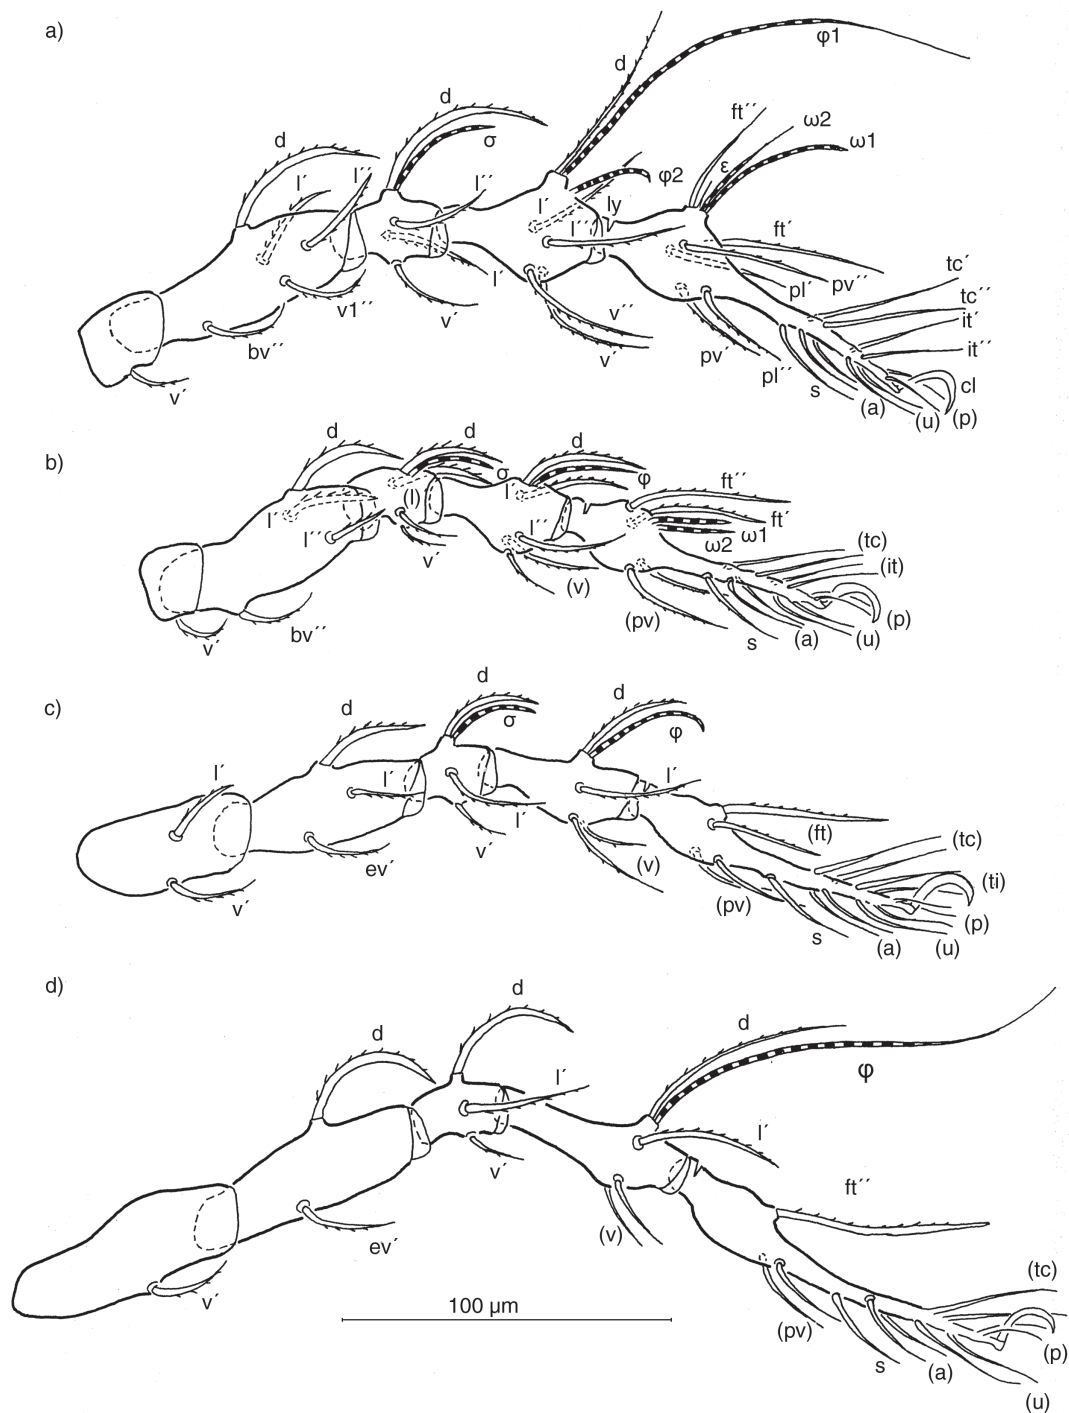 a)
φ1
d
ft´´
ω2
ω1
d
σ
d
l´
l´´
l´´
ε
φ2
l´
ly
l´´
ft´
l´
pl´
pv´´
tc´
v1´´
v´
v´´
tc´´
it´
bv´´
v´
pv´
it´´
pl´´
cl
v´
s
(a)
(u)
(p)
b)
d
d
d
σ
l
φ
ft´´
l´
(l)
l´´
l´´
ft´
ω1
ω2
v´
(tc)
(it)
(v)
bv´´
v´
(pv)
s
(a)
(u)
(p)
c)
d
d
d
σ
φ
l´
l´
l´
l´
(ft)
ev´
v´
(v)
(tc)
(ti)
v´
(pv)
(p)
s
(a)
(u)
d)
d
d
d
φ
l´
l´
v´
ft´´
ev´
(v)
v´
(tc)
100 µm
(pv)
(p)
s
(a)
(u)